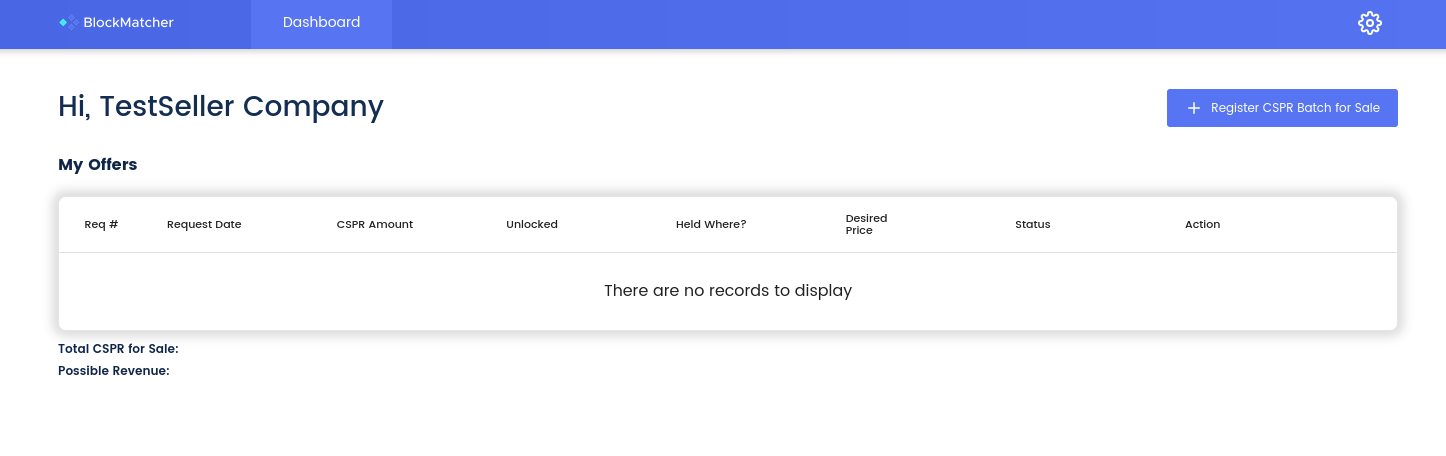 BlockMatcher
Dashboard
Hi, TestSeller Company
Register CSPR Batch for Sale
My Offers
Req #
Request Date
CSPR Amount
Unlocked
Held Where?
Desired
Price
Status
Action
There are no records to display
Total CSPR for Sale:
Possible Revenue: